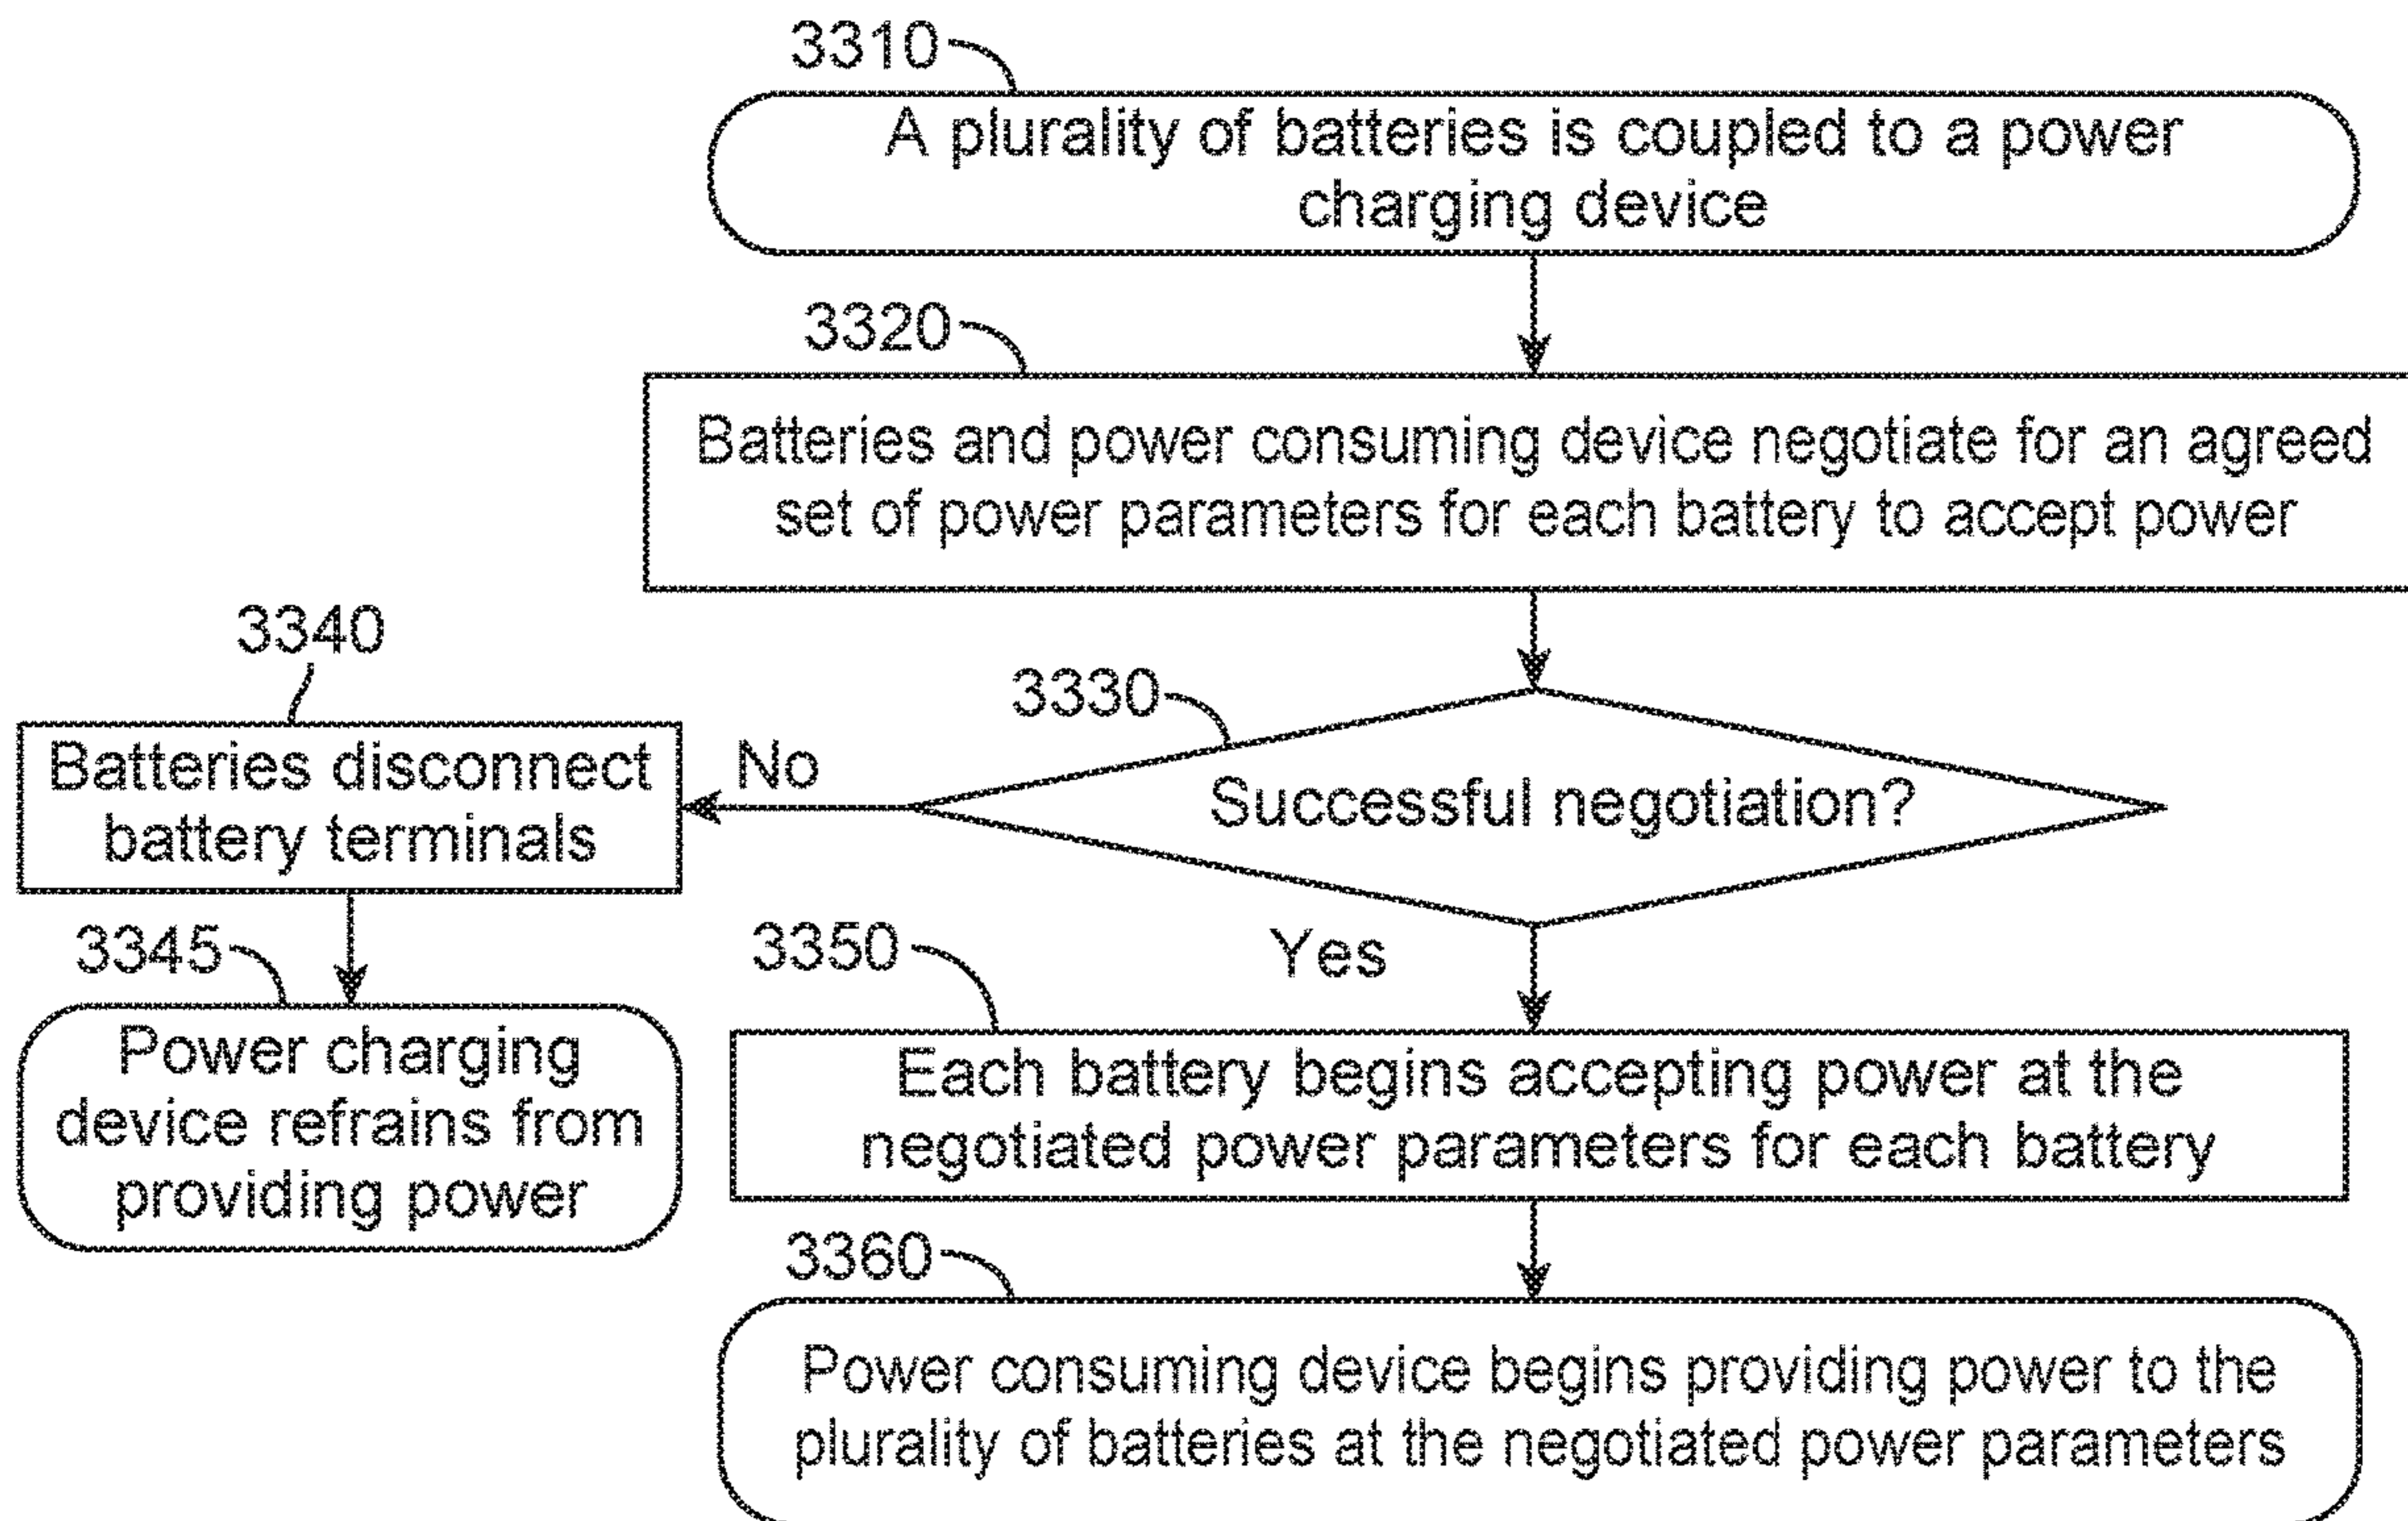 3310
A plurality of batteries is coupled to a power
charging device
3320
Batteries and power consuming device negotiate for an agreed
set of power parameters for each battery to accept power
3330
Successful negotiation?
No
3340
Batteries disconnect
battery terminals
3345
Power charging
device refrains from
providing power
Yes
3350
Each battery begins accepting power at the
negotiated power parameters for each battery
3360
Power consuming device begins providing power to the
plurality of batteries at the negotiated power parameters